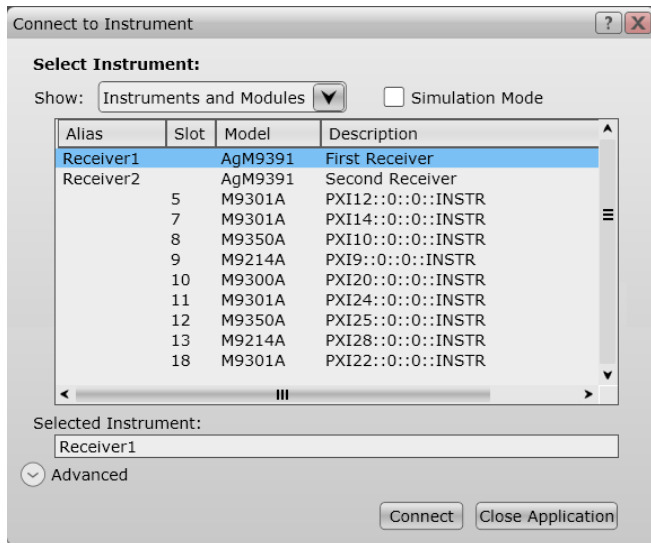 Connect to Instrument ? X
Select Instrument:
Show: Instruments and Modules Simulation Mode
Alias Slot Model Description
Receiver1 AgM9391 First Receiver
Receiver2 AgM9391 Second Receiver
5 M9301A PXI12::0::0::INSTR
7 M9301A PXI14::0::0::INSTR
8 M9350A PXI10::0::0::INSTR
9 M9214A PXI9::0::0::INSTR
10 M9300A PXI20::0::0::INSTR
11 M9301A PXI24::0::0::INSTR
12 M9350A PXI25::0::0::INSTR
13 M9214A PXI28::0::0::INSTR
18 M9301A PXI22::0::0::INSTR
Selected Instrument:
Receiver1
Advanced
Connect Close Application